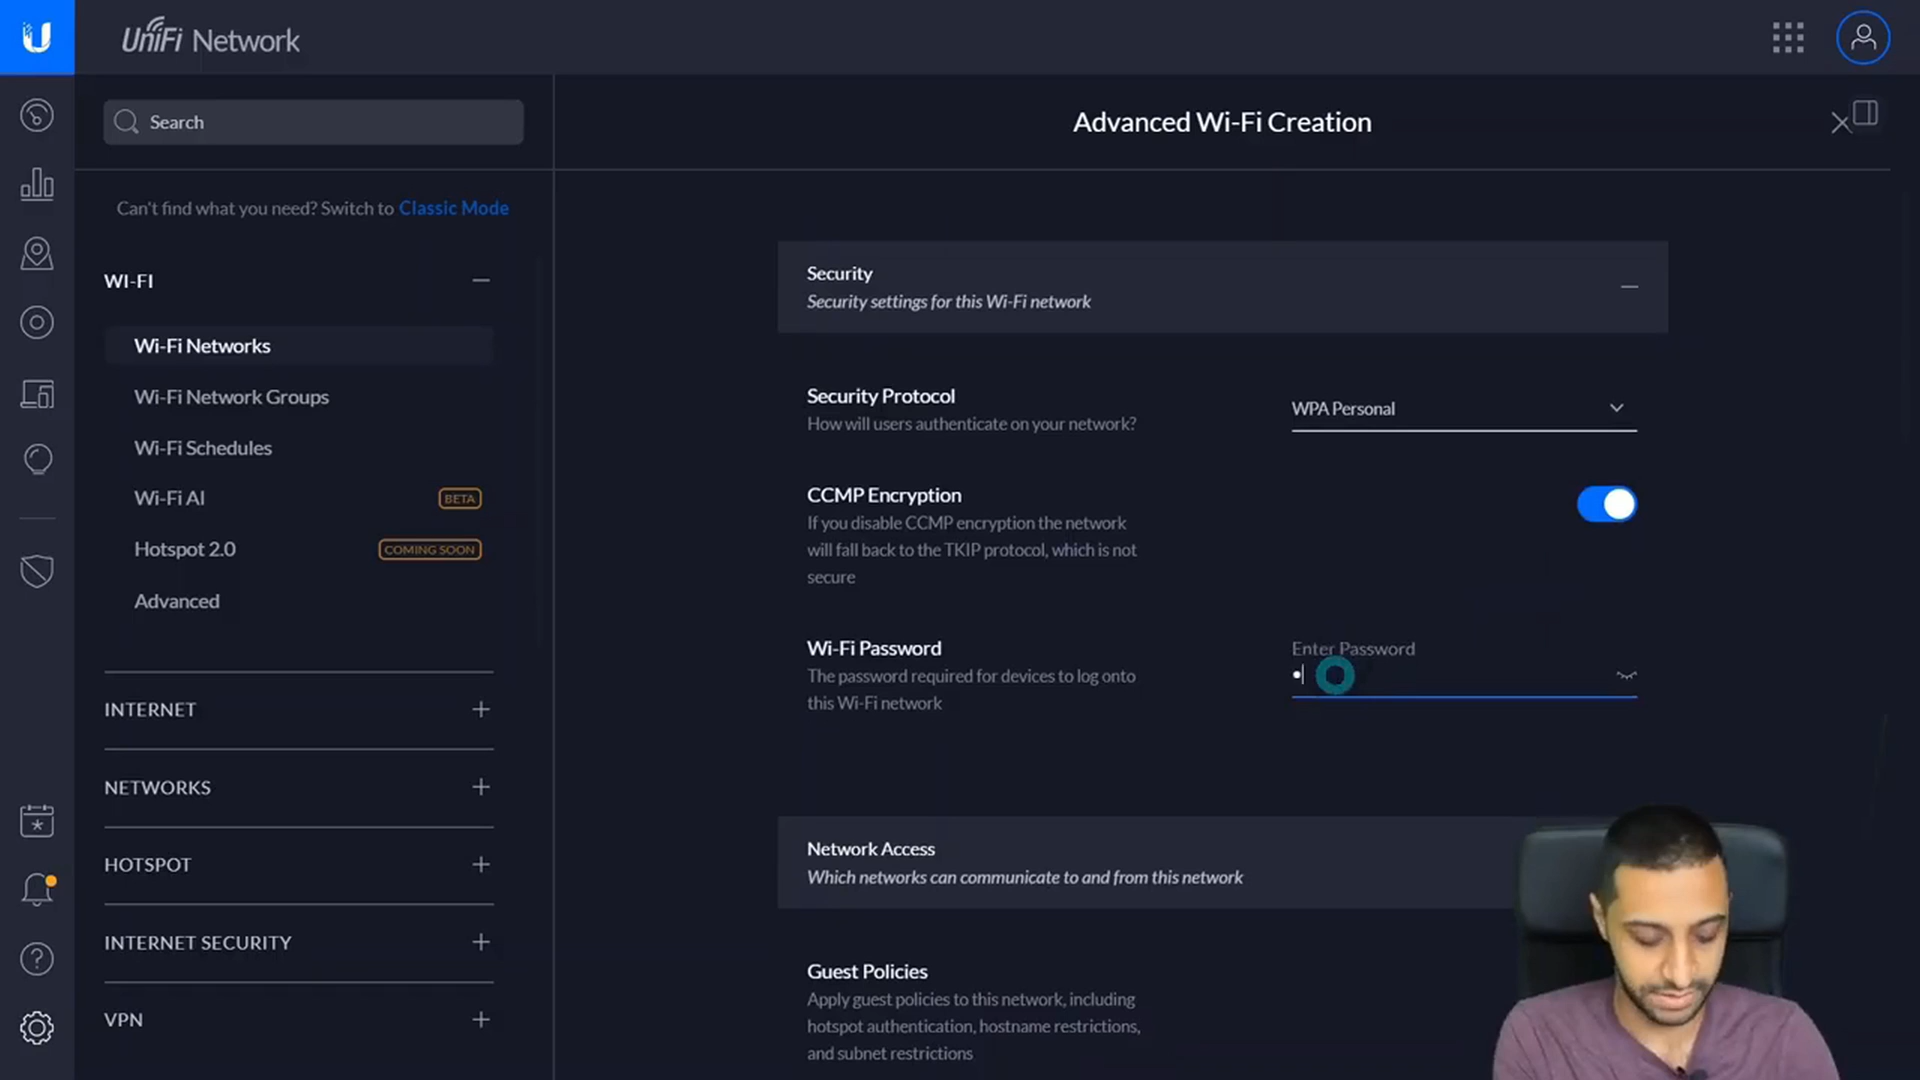 UniFi Network
Search
Advanced Wi-Fi Creation
Can't find what you need? Switch to Classic Mode
WI-FI
Wi-Fi Networks
Wi-Fi Network Groups
Wi-Fi Schedules
Wi-Fi AI
BETA
Hotspot 2.0
COMING SOON
Advanced
INTERNET
NETWORKS
HOTSPOT
INTERNET SECURITY
VPN
Security
Security settings for this Wi-Fi network
Security Protocol
How will users authenticate on your network?
WPA Personal
CCMP Encryption
If you disable CCMP encryption the network
will fall back to the TKIP protocol, which is not
secure
Wi-Fi Password
The password required for devices to log onto
this Wi-Fi network
Enter Password
Network Access
Which networks can communicate to and from this network
Guest Policies
Apply guest policies to this network, including
hotspot authentication, hostname restrictions,
and subnet restrictions